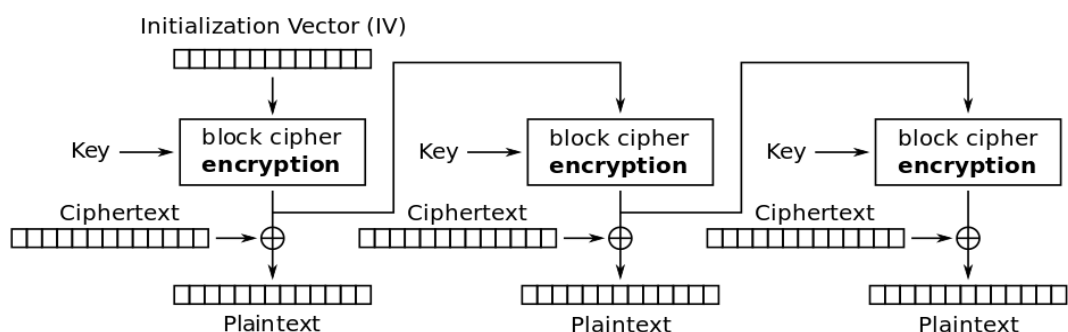 Initialization Vector (IV)
Key
block cipher
encryption
Key
block cipher
encryption
Key
block cipher
encryption
Ciphertext
Ciphertext
Ciphertext
Plaintext
Plaintext
Plaintext